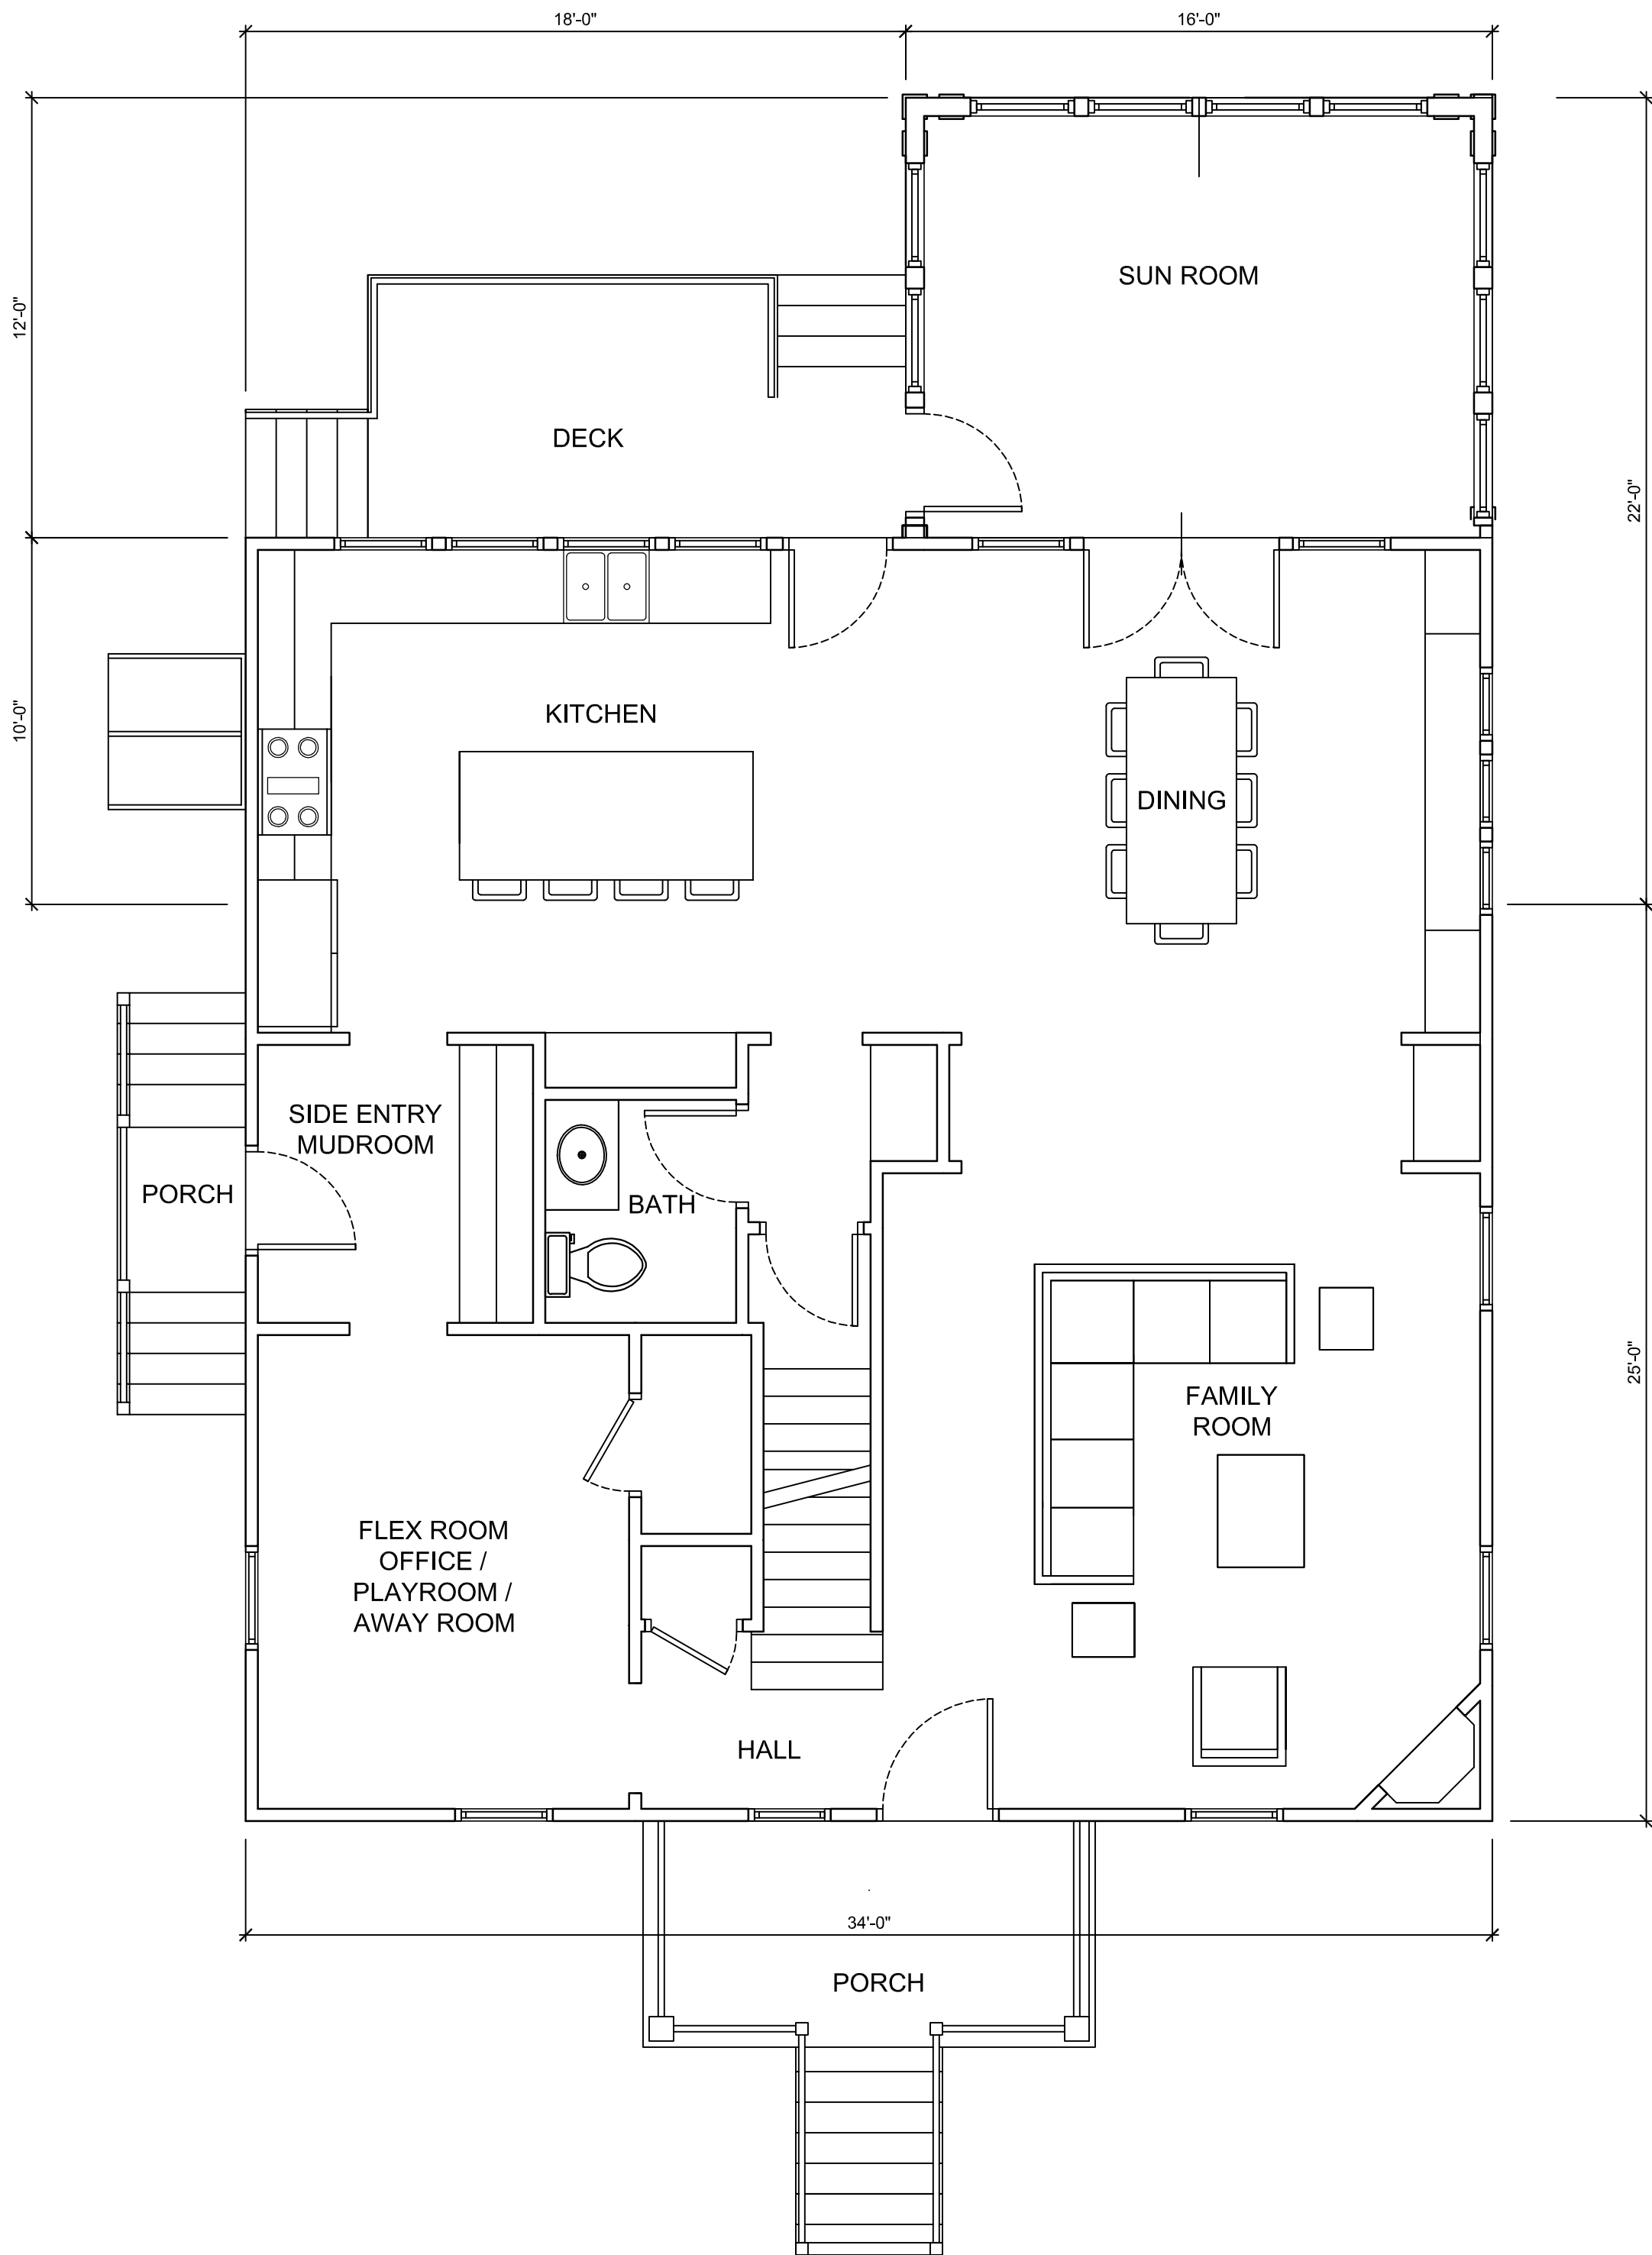 18'-0"
16'-0"
SUN ROOM
12'-0"
DECK
22'-0"
10'-0"
KITCHEN
DINING
SIDE ENTRY
MUDROOM
PORCH
BATH
FAMILY
ROOM
25'-0"
FLEX ROOM
OFFICE /
PLAYROOM /
AWAY ROOM
HALL
34'-0"
PORCH